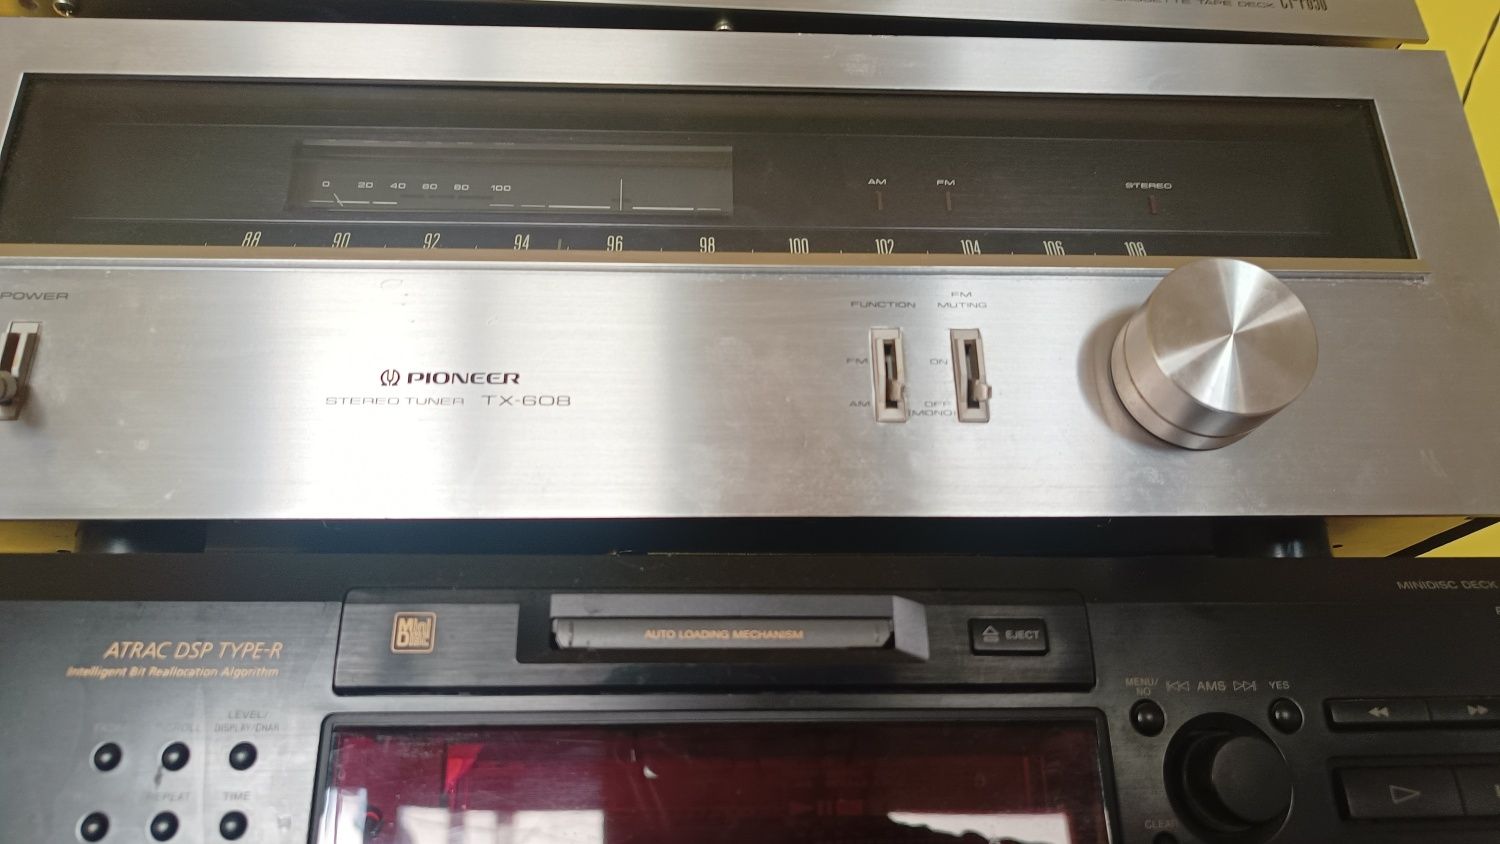 CASSETTE TAPE DECK CT-F650
0 20 40 60 80 100
AM FM STEREO
88 90 92 94 96 98 100 102 104 106 108
POWER
FUNCTION
FM MUTING
FM
AM
ON
OFF (MONO)
PIONEER
STEREO TUNER TX-608
MINIDISC DECK
ATRAC DSP TYPE-R
Intelligent Bit Reallocation Algorithm
Mini Disc
AUTO LOADING MECHANISM
EJECT
MENU/NO
AMS
YES
LEVEL/
DISPLAY/CHAR
REPEAT
TIME
CLEAR